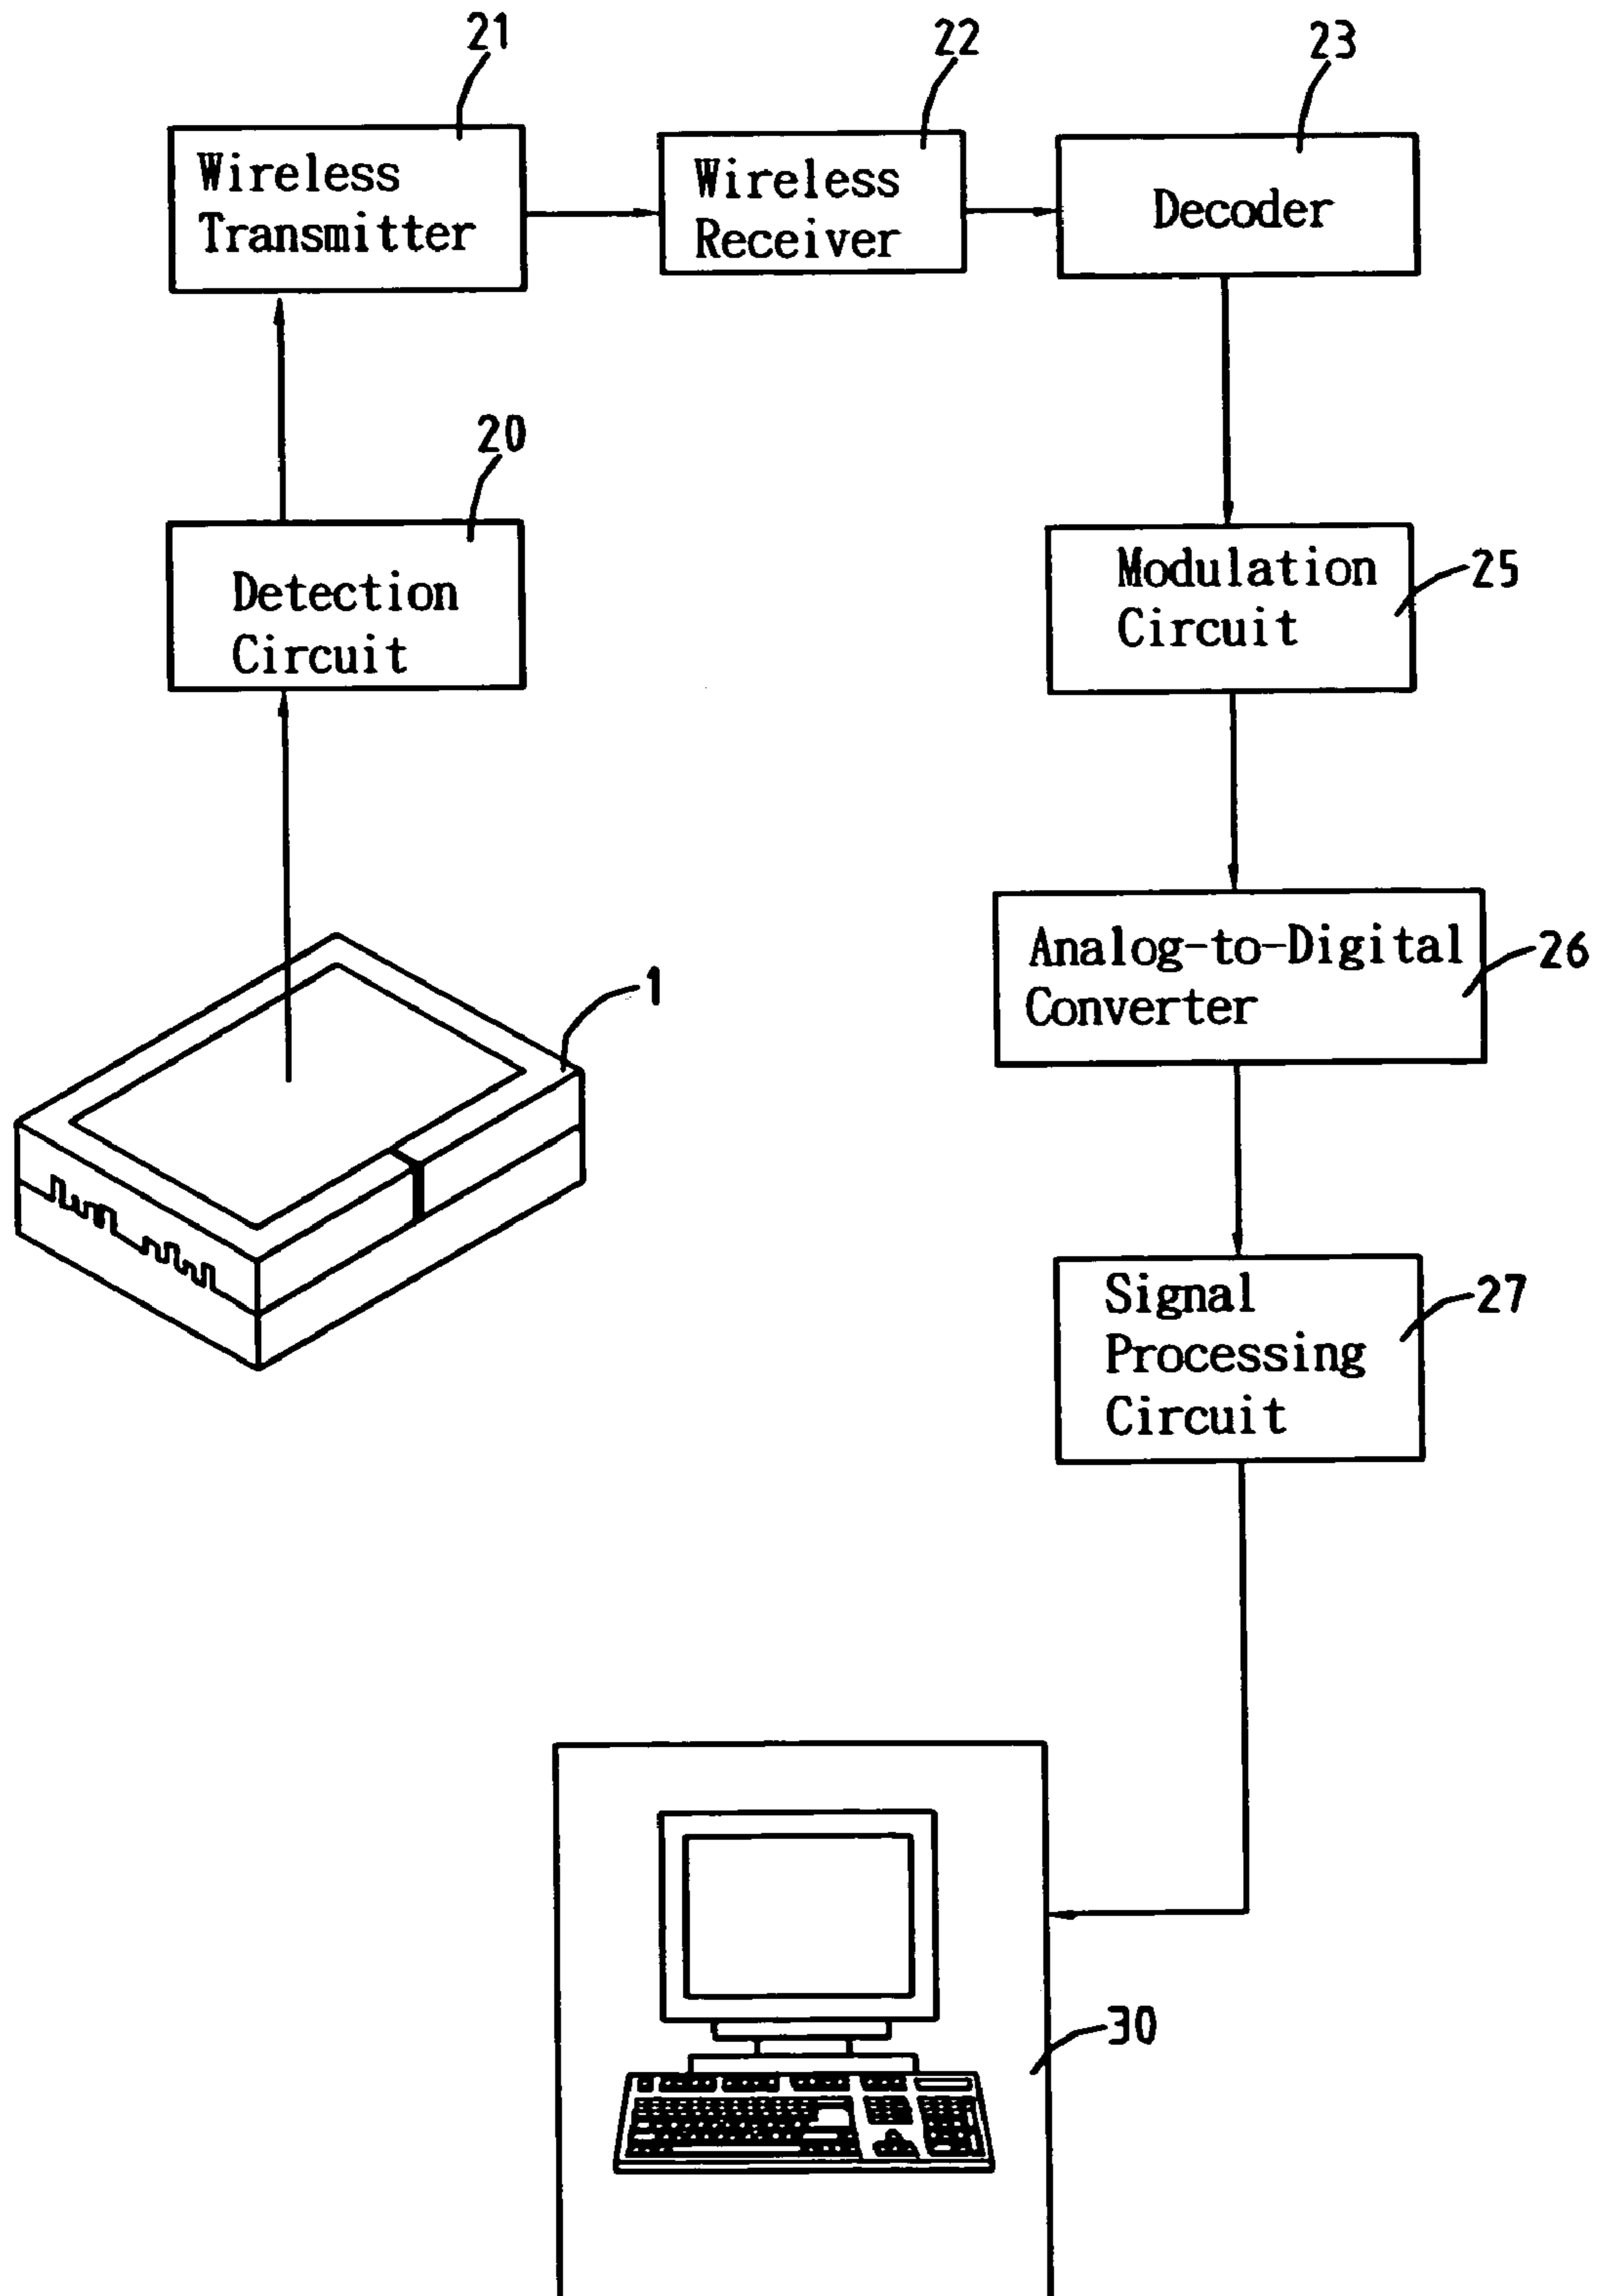 21
22
23
Wireless
Transmitter
Wireless
Receiver
Decoder
20
Detection
Circuit
Modulation
Circuit
25
1
Analog-to-Digital
Converter
26
Signal
Processing
Circuit
27
30